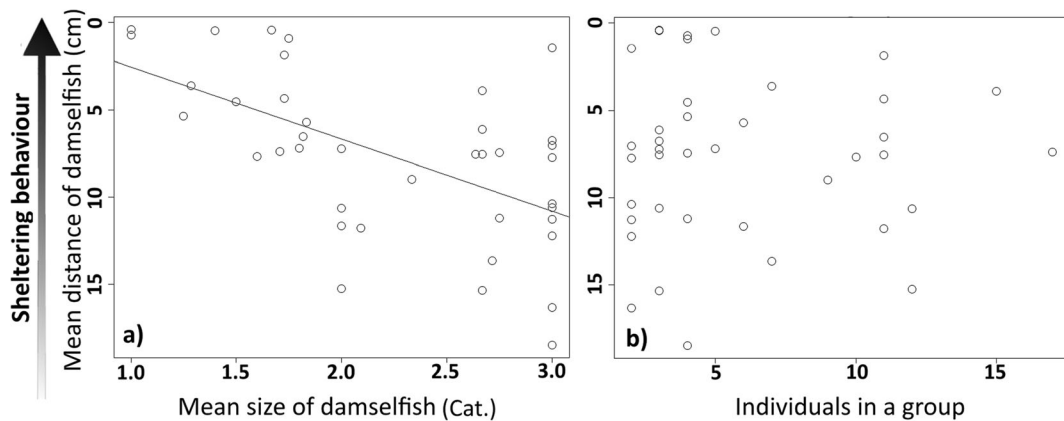 Sheltering behaviour
Mean distance of damselfish (cm)
0
5
10
15
a)
1.0 1.5 2.0 2.5 3.0
Mean size of damselfish (Cat.)
0
5
10
15
b)
5 10 15
Individuals in a group